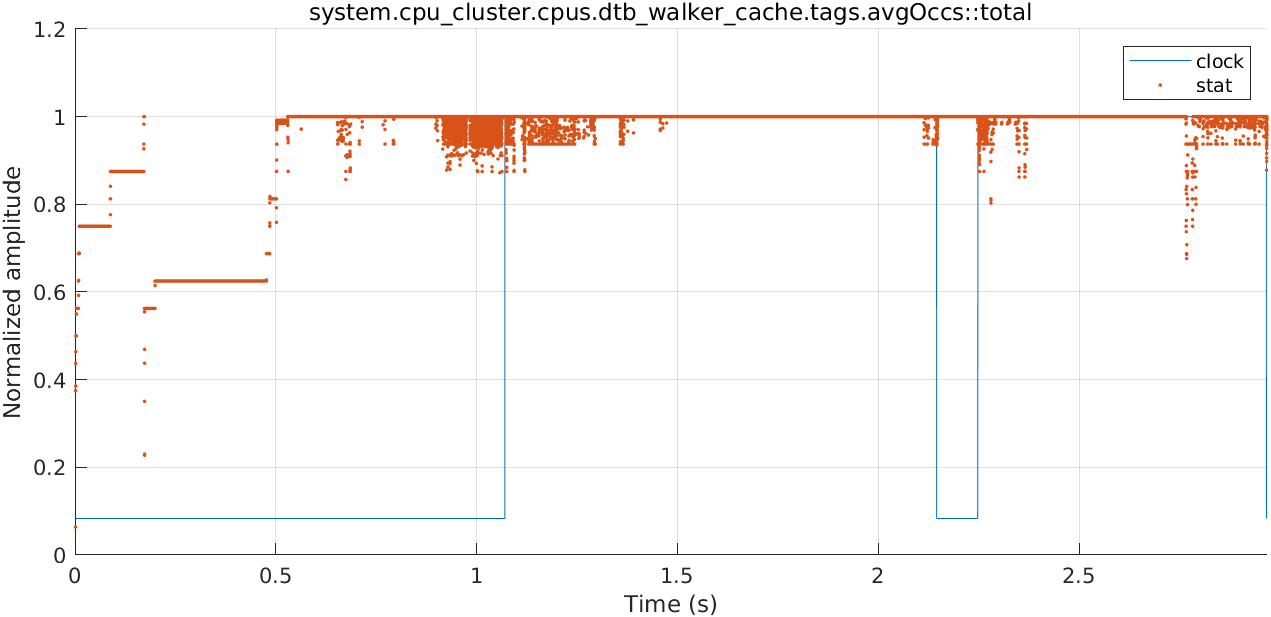 system.cpu_cluster.cpus.dtb_walker_cache.tags.avgOccs::total
1.2
1
0.8
0.6
0.4
0.2
0
Normalized amplitude
clock
stat
0
0.5
1
1.5
2
2.5
Time (s)